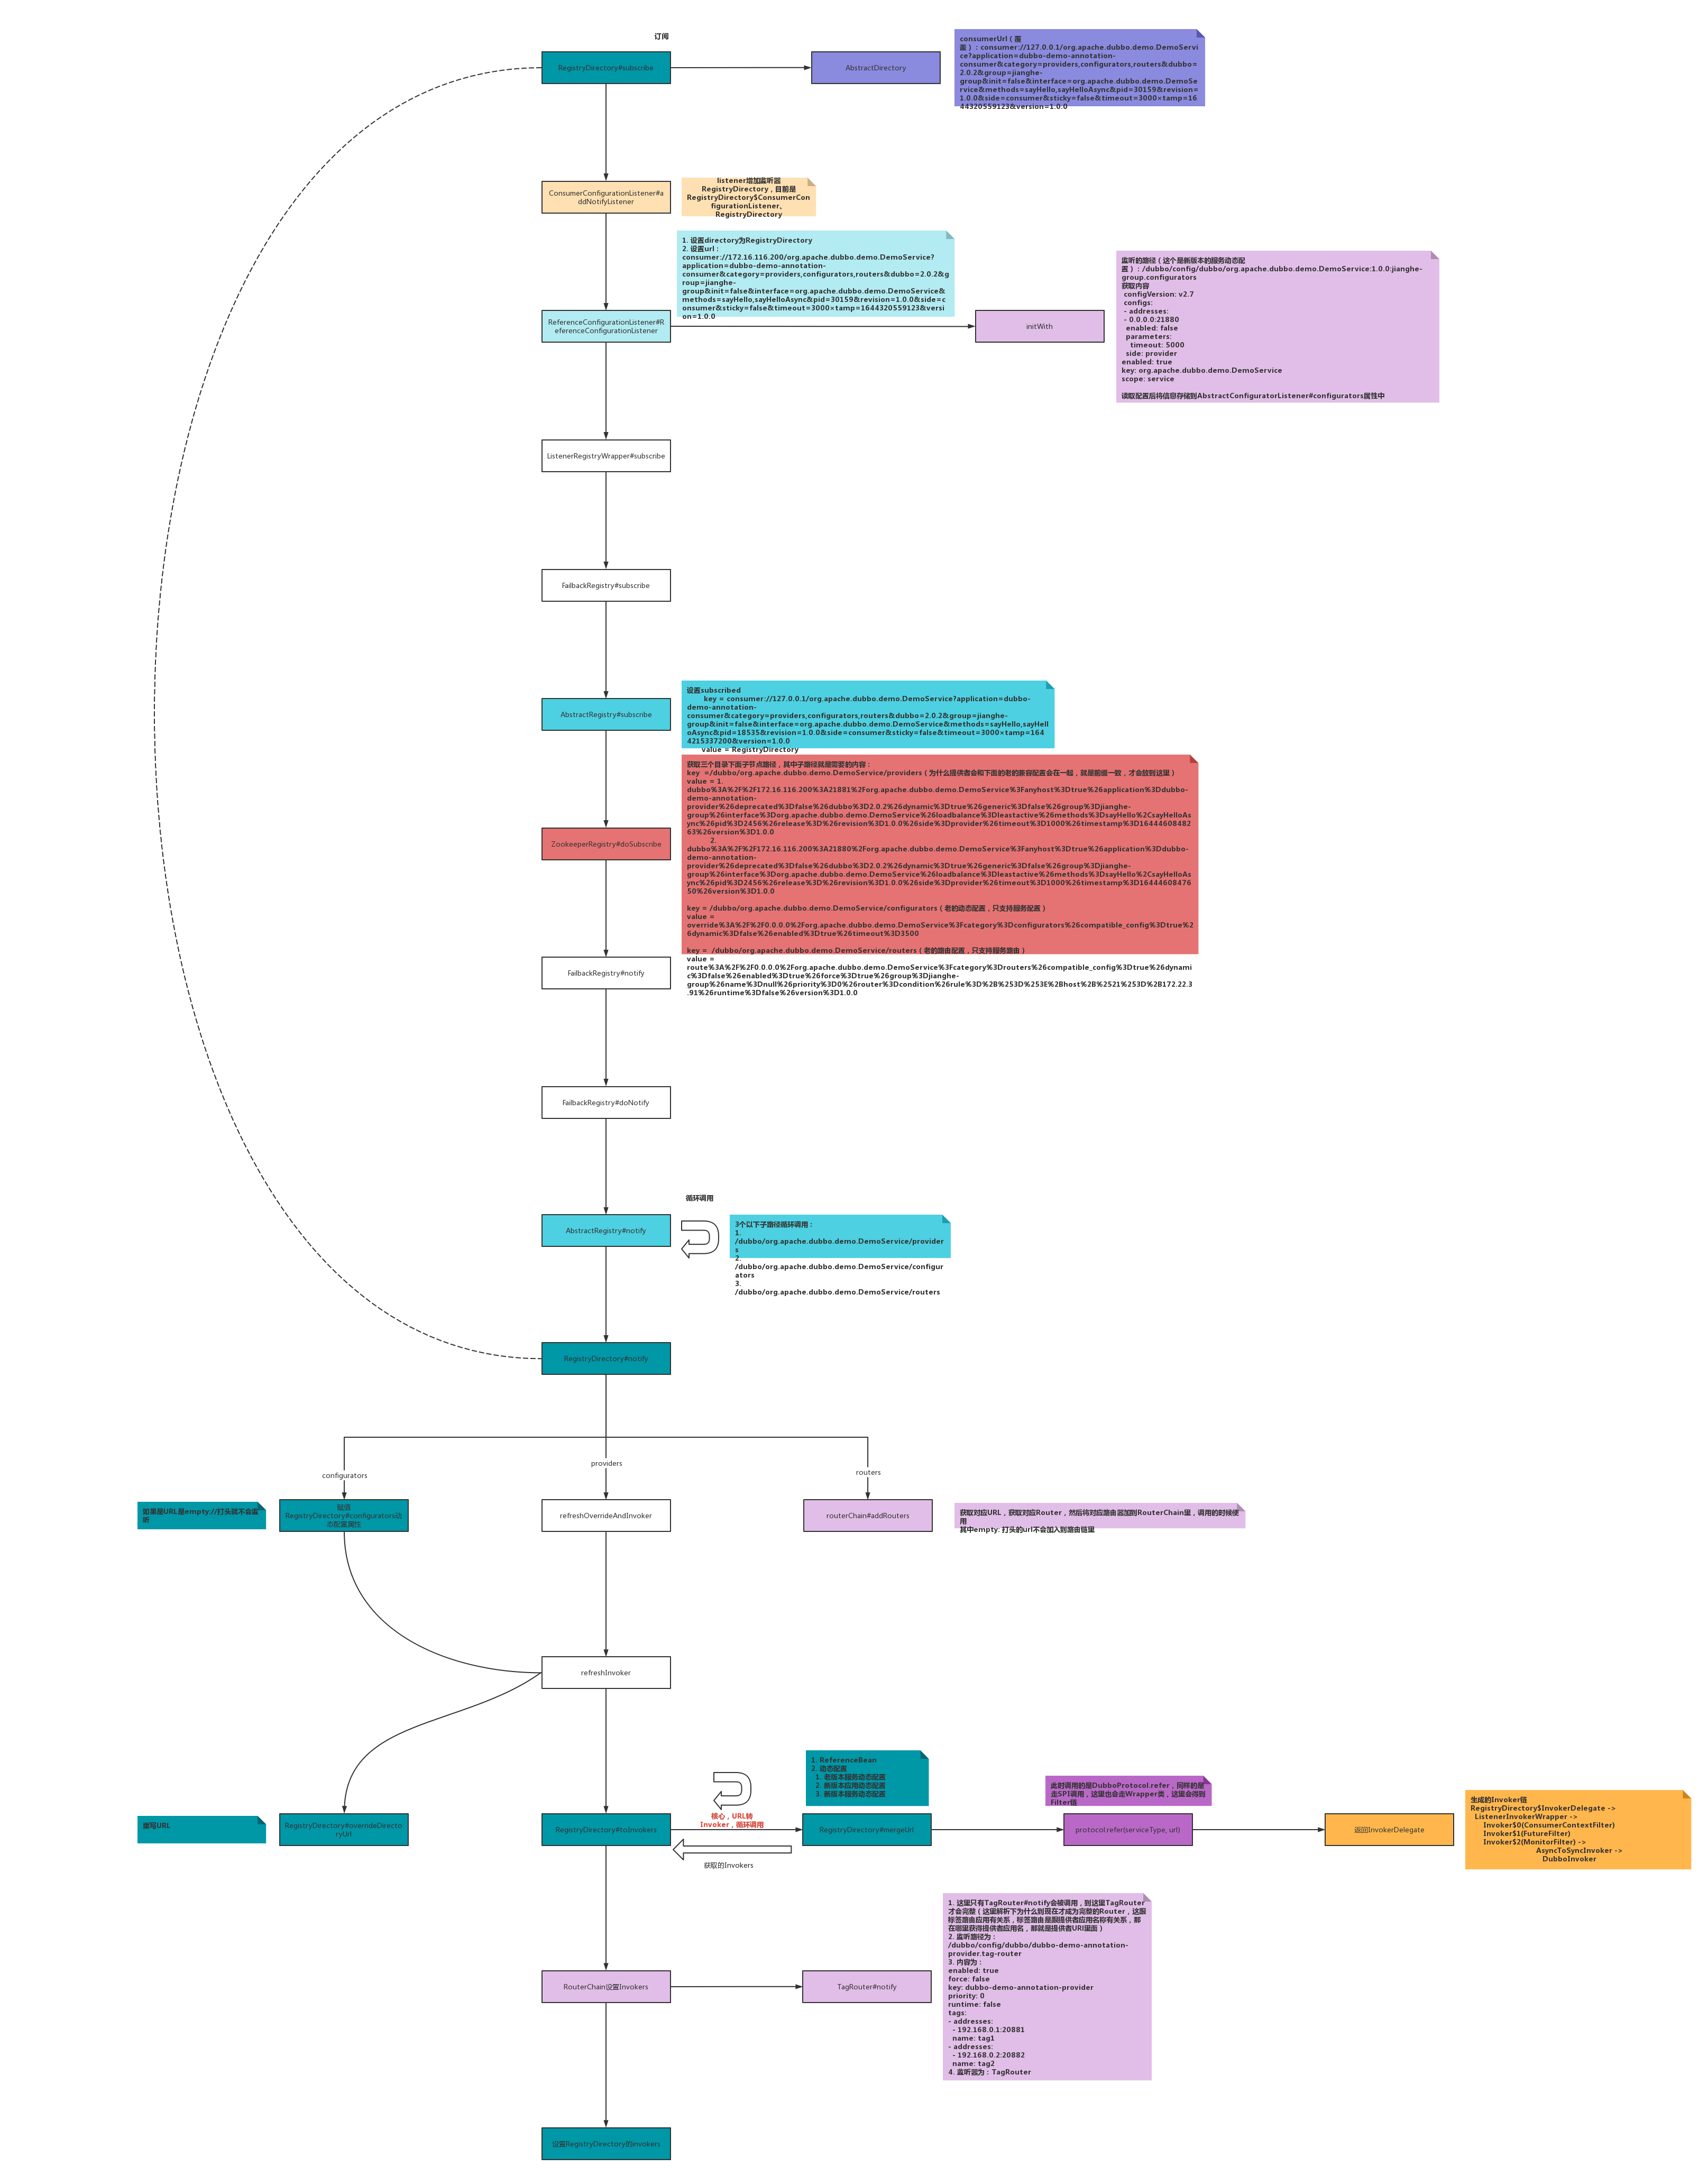 订阅
RegistryDirectory#subscribe
AbstractDirectory
consumerUrl（覆
盖）：consumer://127.0.0.1/org.apache.dubbo.demo.DemoServi
ce?application=dubbo-demo-annotation-
consumer&category=providers,configurators,routers&dubbo=
2.0.2&group=jianghe-
group&init=false&interface=org.apache.dubbo.demo.DemoSe
rvice&methods=sayHello,sayHelloAsync&pid=30159&revision=
1.0.0&side=consumer&sticky=false&timeout=3000×tamp=16
44320559123&version=1.0.0
ConsumerConfigurationListener#a
ddNotifyListener
listener增加监听器
RegistryDirectory，目前是
RegistryDirectory$ConsumerCon
figurationListener、
RegistryDirectory
1. 设置directory为RegistryDirectory
2. 设置url：
consumer://172.16.116.200/org.apache.dubbo.demo.DemoService?
application=dubbo-demo-annotation-
consumer&category=providers,configurators,routers&dubbo=2.0.2&g
roup=jianghe-
group&init=false&interface=org.apache.dubbo.demo.DemoService&
methods=sayHello,sayHelloAsync&pid=30159&revision=1.0.0&side=c
onsumer&sticky=false&timeout=3000×tamp=1644320559123&versi
on=1.0.0
ReferenceConfigurationListener#R
eferenceConfigurationListener
initWith
监听的路径（这个是新版本的服务动态配
置）：/dubbo/config/dubbo/org.apache.dubbo.demo.DemoService:1.0.0:jianghe-
group.configurators
获取内容
configVersion: v2.7
configs:
- addresses:
- 0.0.0.0:21880
enabled: false
parameters:
timeout: 5000
side: provider
enabled: true
key: org.apache.dubbo.demo.DemoService
scope: service
读取配置后将信息存储到AbstractConfiguratorListener#configurators属性中
ListenerRegistryWrapper#subscribe
FailbackRegistry#subscribe
AbstractRegistry#subscribe
设置subscribed
key = consumer://127.0.0.1/org.apache.dubbo.demo.DemoService?application=dubbo-
demo-annotation-
consumer&category=providers,configurators,routers&dubbo=2.0.2&group=jianghe-
group&init=false&interface=org.apache.dubbo.demo.DemoService&methods=sayHello,sayHell
oAsync&pid=18535&revision=1.0.0&side=consumer&sticky=false&timeout=3000×tamp=164
4215337200&version=1.0.0
value = RegistryDirectory
ZookeeperRegistry#doSubscribe
获取三个目录下面子节点路径，其中子路径就是需要的内容：
key =/dubbo/org.apache.dubbo.demo.DemoService/providers（为什么提供者会和下面的老的兼容配置会在一起，就是前缀一致，才会放到这里）
value = 1.
dubbo%3A%2F%2F172.16.116.200%3A21881%2Forg.apache.dubbo.demo.DemoService%3Fanyhost%3Dtrue%26application%3Ddubbo-
demo-annotation-
provider%26deprecated%3Dfalse%26dubbo%3D2.0.2%26dynamic%3Dtrue%26generic%3Dfalse%26group%3Djianghe-
group%26interface%3Dorg.apache.dubbo.demo.DemoService%26loadbalance%3Dleastactive%26methods%3DsayHello%2CsayHelloAs
ync%26pid%3D2456%26release%3D%26revision%3D1.0.0%26side%3Dprovider%26timeout%3D1000%26timestamp%3D16444608482
63%26version%3D1.0.0
2.
dubbo%3A%2F%2F172.16.116.200%3A21880%2Forg.apache.dubbo.demo.DemoService%3Fanyhost%3Dtrue%26application%3Ddubbo-
demo-annotation-
provider%26deprecated%3Dfalse%26dubbo%3D2.0.2%26dynamic%3Dtrue%26generic%3Dfalse%26group%3Djianghe-
group%26interface%3Dorg.apache.dubbo.demo.DemoService%26loadbalance%3Dleastactive%26methods%3DsayHello%2CsayHelloAs
ync%26pid%3D2456%26release%3D%26revision%3D1.0.0%26side%3Dprovider%26timeout%3D1000%26timestamp%3D16444608476
50%26version%3D1.0.0
key = /dubbo/org.apache.dubbo.demo.DemoService/configurators（老的动态配置，只支持服务配置）
value =
override%3A%2F%2F0.0.0.0%2Forg.apache.dubbo.demo.DemoService%3Fcategory%3Dconfigurators%26compatible_config%3Dtrue%2
6dynamic%3Dfalse%26enabled%3Dtrue%26timeout%3D3500
key = /dubbo/org.apache.dubbo.demo.DemoService/routers（老的路由配置，只支持服务路由）
value =
route%3A%2F%2F0.0.0.0%2Forg.apache.dubbo.demo.DemoService%3Fcategory%3Drouters%26compatible_config%3Dtrue%26dynami
c%3Dfalse%26enabled%3Dtrue%26force%3Dtrue%26group%3Djianghe-
group%26name%3Dnull%26priority%3D0%26router%3Dcondition%26rule%3D%2B%253D%253E%2Bhost%2B%2521%253D%2B172.22.3
.91%26runtime%3Dfalse%26version%3D1.0.0
FailbackRegistry#notify
FailbackRegistry#doNotify
循环调用
AbstractRegistry#notify
3个以下子路径循环调用：
1.
/dubbo/org.apache.dubbo.demo.DemoService/provider
s
2.
/dubbo/org.apache.dubbo.demo.DemoService/configur
ators
3.
/dubbo/org.apache.dubbo.demo.DemoService/routers
RegistryDirectory#notify
configurators
providers
routers
如果是URL是empty://打头就不会监
听
赋值
RegistryDirectory#configurators动
态配置属性
refreshOverrideAndInvoker
routerChain#addRouters
获取对应URL，获取对应Router，然后将对应路由器加到RouterChain里，调用的时候使
用
其中empty: 打头的url不会加入到路由链里
refreshInvoker
重写URL
RegistryDirectory#overrideDirecto
ryUrl
RegistryDirectory#toInvokers
核心，URL转
Invoker，循环调用
获取的Invokers
1. ReferenceBean
2. 动态配置
1. 老版本服务动态配置
2. 新版本应用动态配置
3. 新版本服务动态配置
RegistryDirectory#mergeUrl
此时调用的是DubboProtocol.refer，同样的是
走SPI调用，这里也会走Wrapper类，这里会得到
Filter链
protocol.refer(serviceType, url)
返回InvokerDelegate
生成的Invoker链
RegistryDirectory$InvokerDelegate ->
ListenerInvokerWrapper ->
Invoker$0(ConsumerContextFilter)
Invoker$1(FutureFilter)
Invoker$2(MonitorFilter) ->
AsyncToSyncInvoker ->
DubboInvoker
RouterChain设置Invokers
TagRouter#notify
1. 这里只有TagRouter#notify会被调用，到这里TagRouter
才会完整（这里解析下为什么到现在才成为完整的Router，这跟
标签路由应用有关系，标签路由是跟提供者应用名称有关系，那
在哪里获得提供者应用名，那就是提供者URl里面）
2. 监听路径为：
/dubbo/config/dubbo/dubbo-demo-annotation-
provider.tag-router
3. 内容为：
enabled: true
force: false
key: dubbo-demo-annotation-provider
priority: 0
runtime: false
tags:
- addresses:
- 192.168.0.1:20881
name: tag1
- addresses:
- 192.168.0.2:20882
name: tag2
4. 监听器为：TagRouter
设置RegistryDirectory的invokers